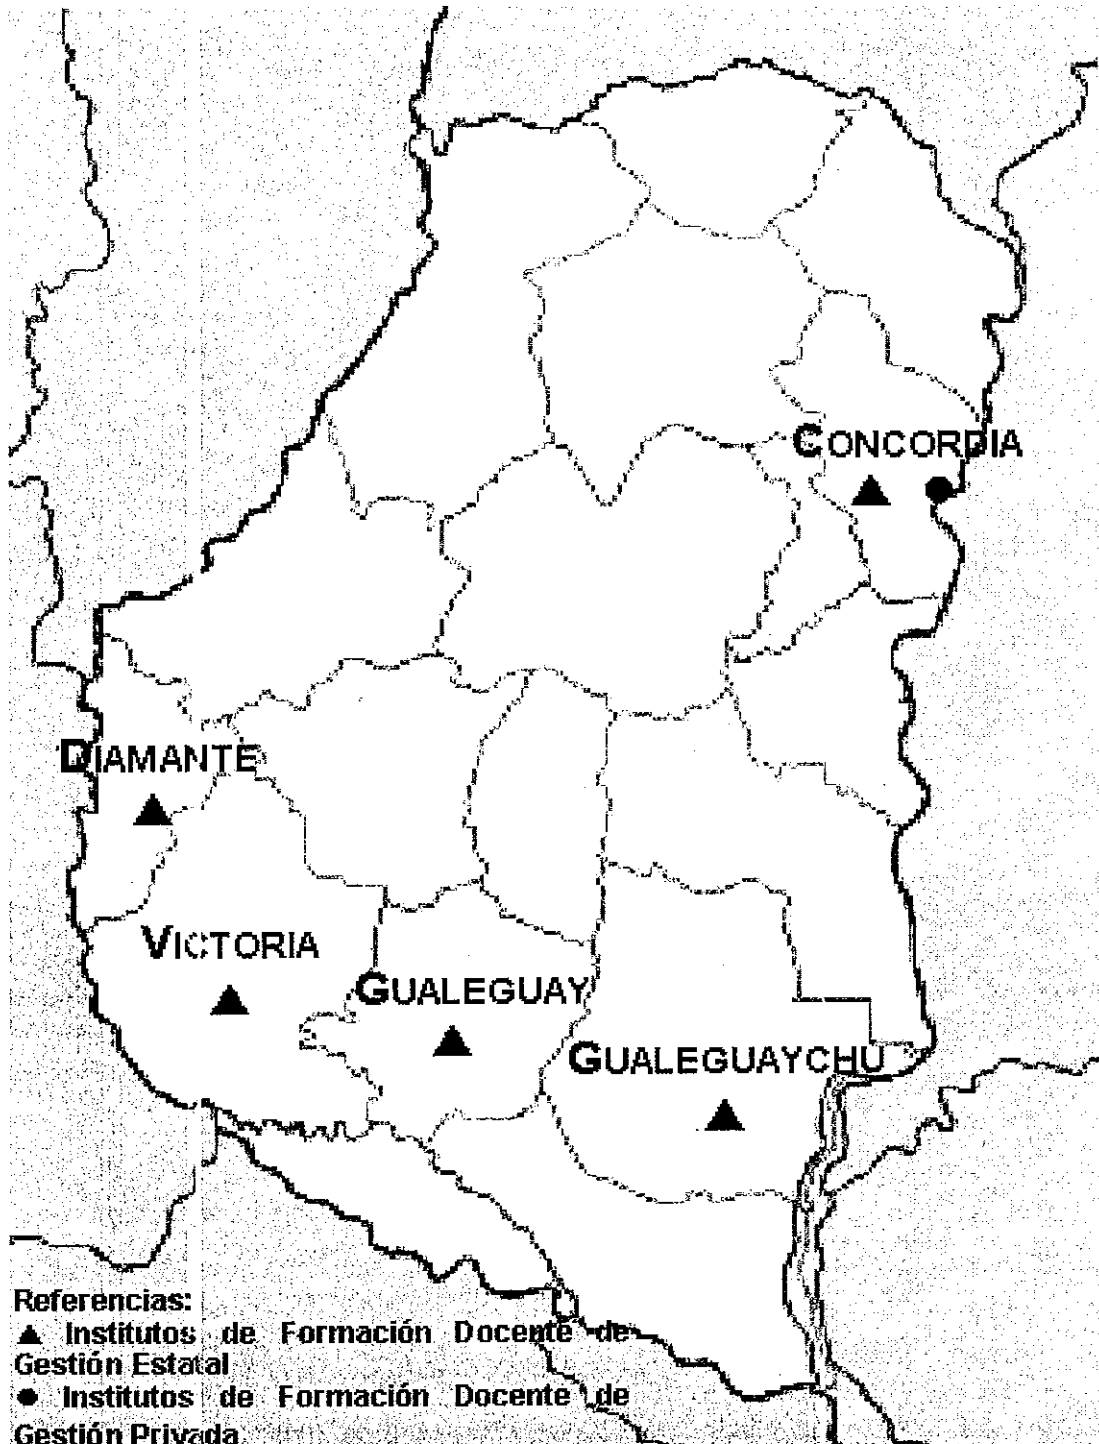 CONCORDIA
DIAMANTE
VICTORIA
GUALEGUAY
GUALEGUAYCHU
Referencias:
▲ Institutos de Formación Docente de
Gestión Estatal
● Institutos de Formación Docente de
Gestión Privada